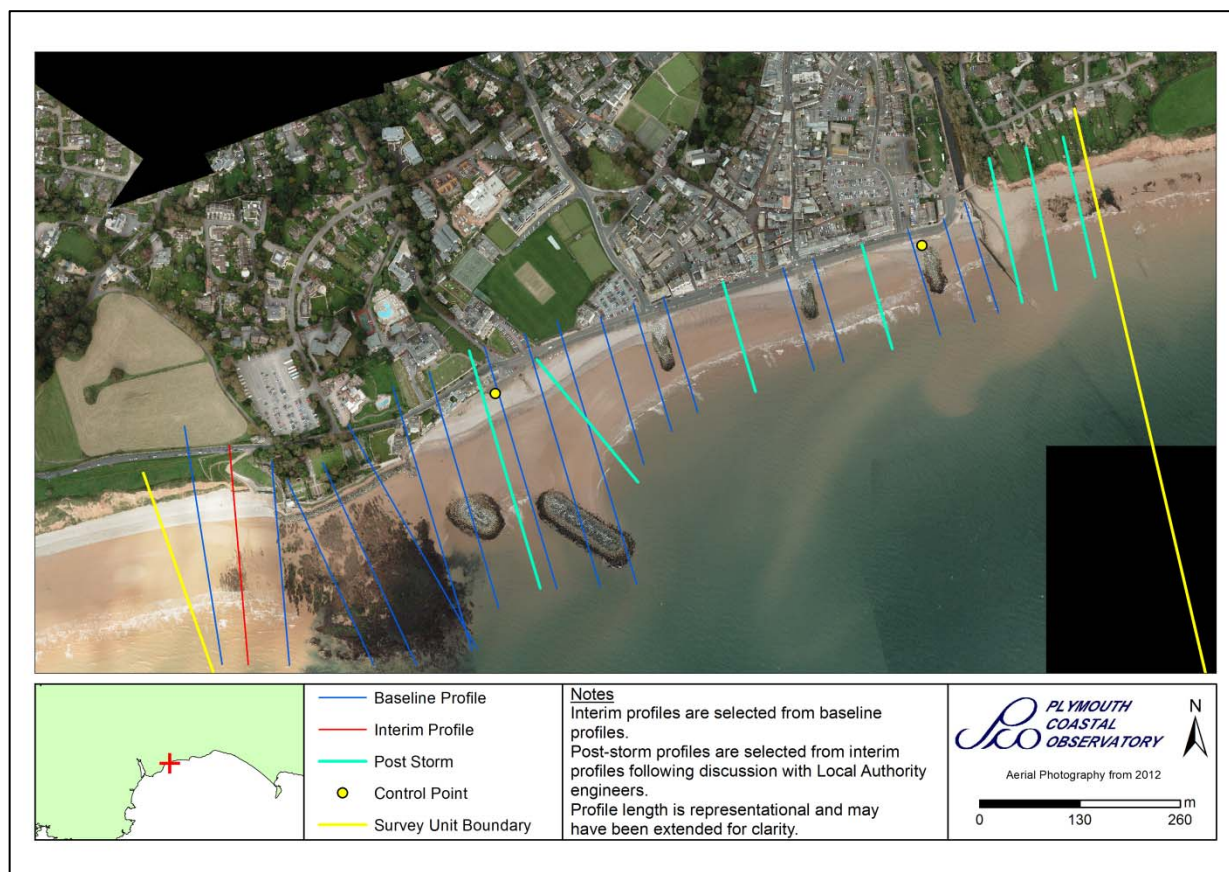 Baseline Profile
Interim Profile
Post Storm
Control Point
Survey Unit Boundary
Notes
Interim profiles are selected from baseline
profiles.
Post-storm profiles are selected from interim
profiles following discussion with Local Authority
engineers.
Profile length is representational and may
have been extended for clarity.
PLYMOUTH
COASTAL
OBSERVATORY
N
Aerial Photography from 2012
m
0 130 260